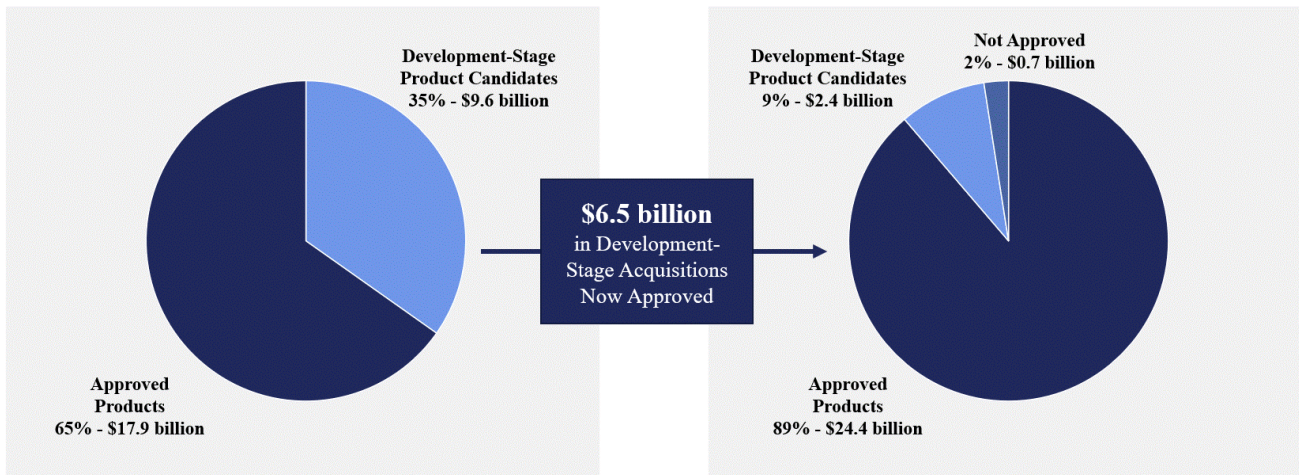 Development-Stage
Product Candidates
35% - $9.6 billion
Approved
Products
65% - $17.9 billion
$6.5 billion
in Development-
Stage Acquisitions
Now Approved
Not Approved
2% - $0.7 billion
Development-Stage
Product Candidates
9% - $2.4 billion
Approved
Products
89% - $24.4 billion